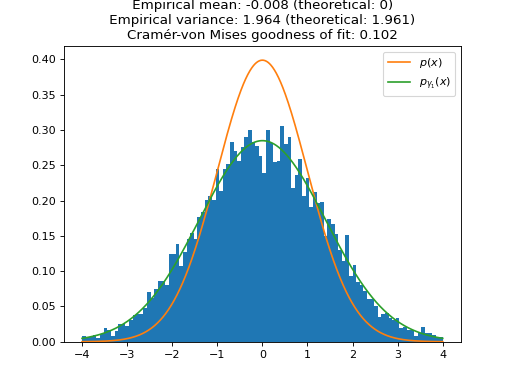 Empirical mean: -0.008 (theoretical: 0)
Empirical variance: 1.964 (theoretical: 1.961)
Cramér-von Mises goodness of fit: 0.102
p(x)
p_{γ_1}(x)
0.40
0.35
0.30
0.25
0.20
0.15
0.10
0.05
0.00
−4 −3 −2 −1 0 1 2 3 4